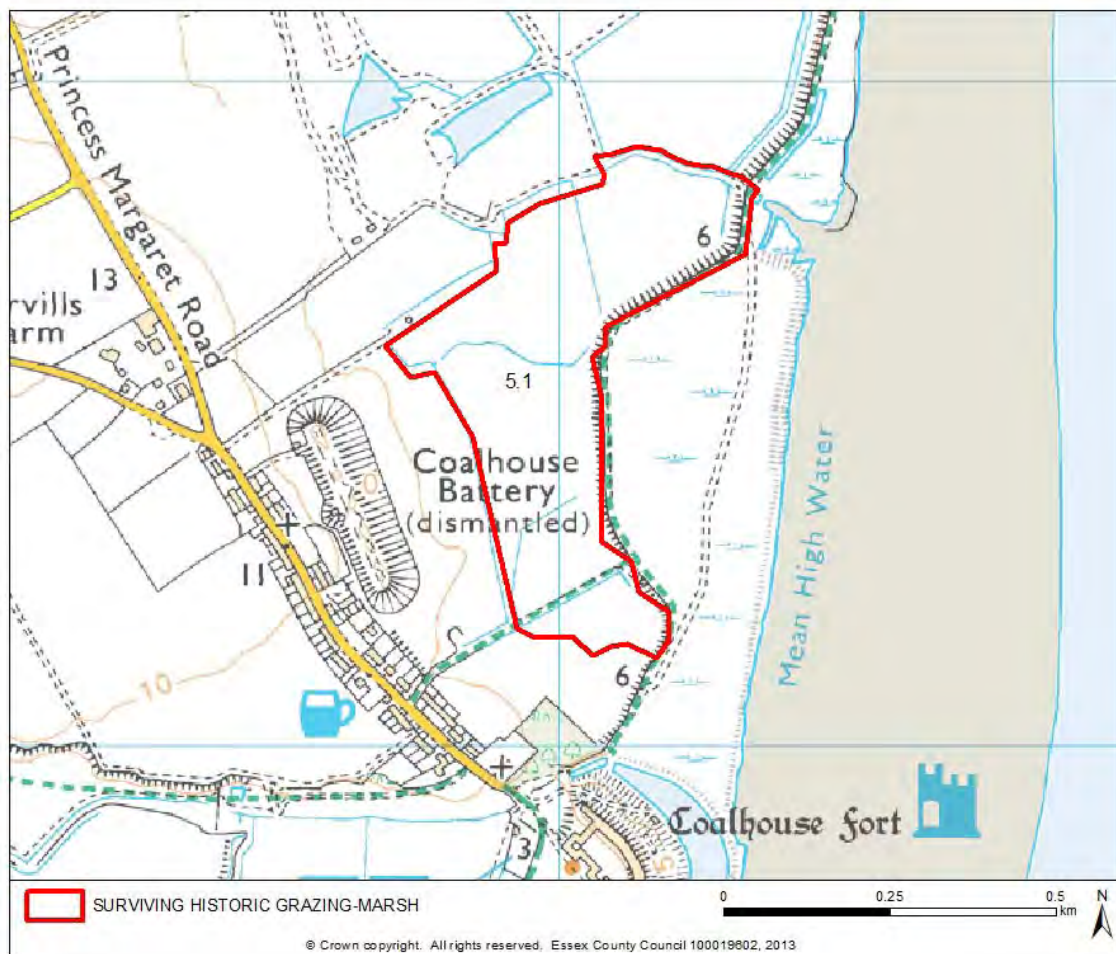 Princess Margaret Road
6
13
rvills
arm
5.1
Coalhouse
Battery
(dismantled)
0
Mean High Water
11
10
6
Coalhouse Fort
3
5
SURVIVING HISTORIC GRAZING-MARSH
0 0.25 0.5
km
N
© Crown copyright. All rights reserved, Essex County Council 100019602, 2013